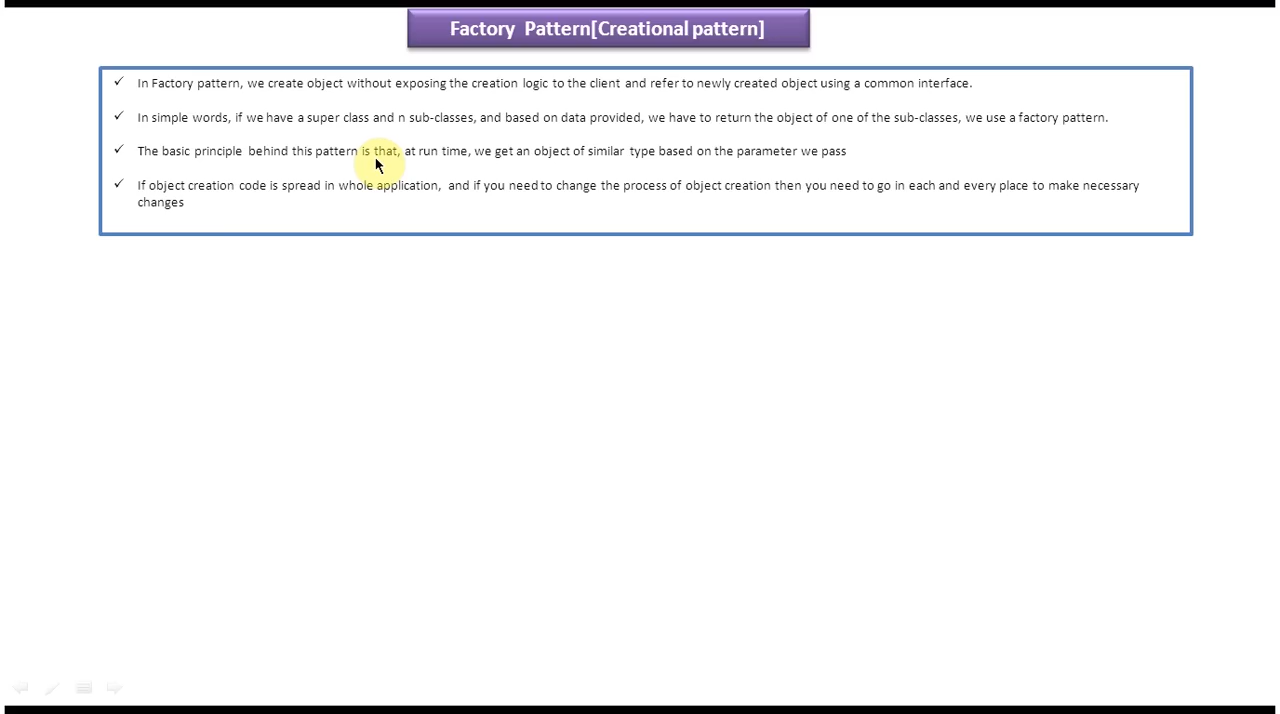 Factory Pattern[Creational pattern]
✓ In Factory pattern, we create object without exposing the creation logic to the client and refer to newly created object using a common interface.
✓ In simple words, if we have a super class and n sub-classes, and based on data provided, we have to return the object of one of the sub-classes, we use a factory pattern.
✓ The basic principle behind this pattern is that, at run time, we get an object of similar type based on the parameter we pass
✓ If object creation code is spread in whole application, and if you need to change the process of object creation then you need to go in each and every place to make necessary
changes